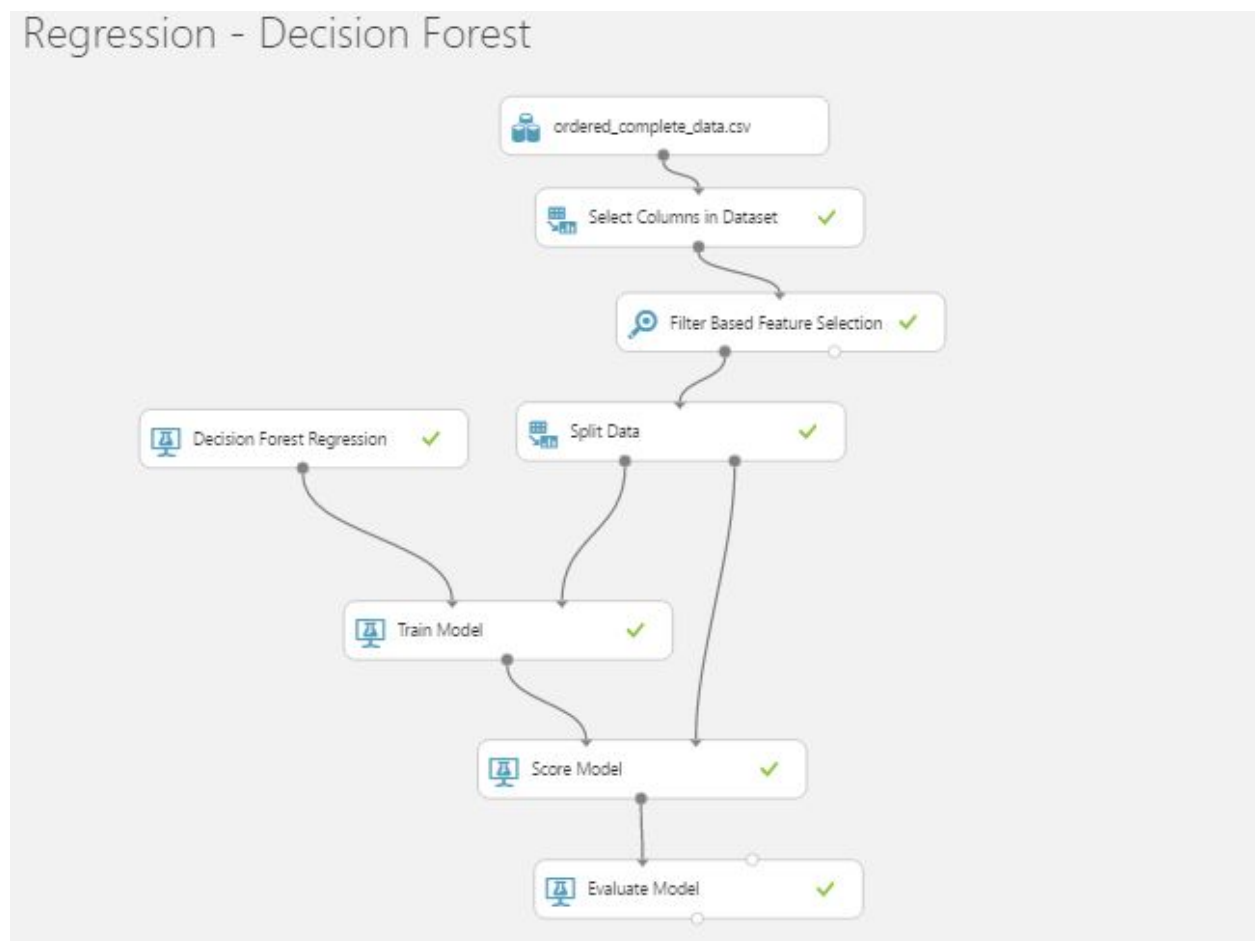 Regression - Decision Forest
ordered_complete_data.csv
Select Columns in Dataset
Filter Based Feature Selection
Decision Forest Regression
Split Data
Train Model
Score Model
Evaluate Model